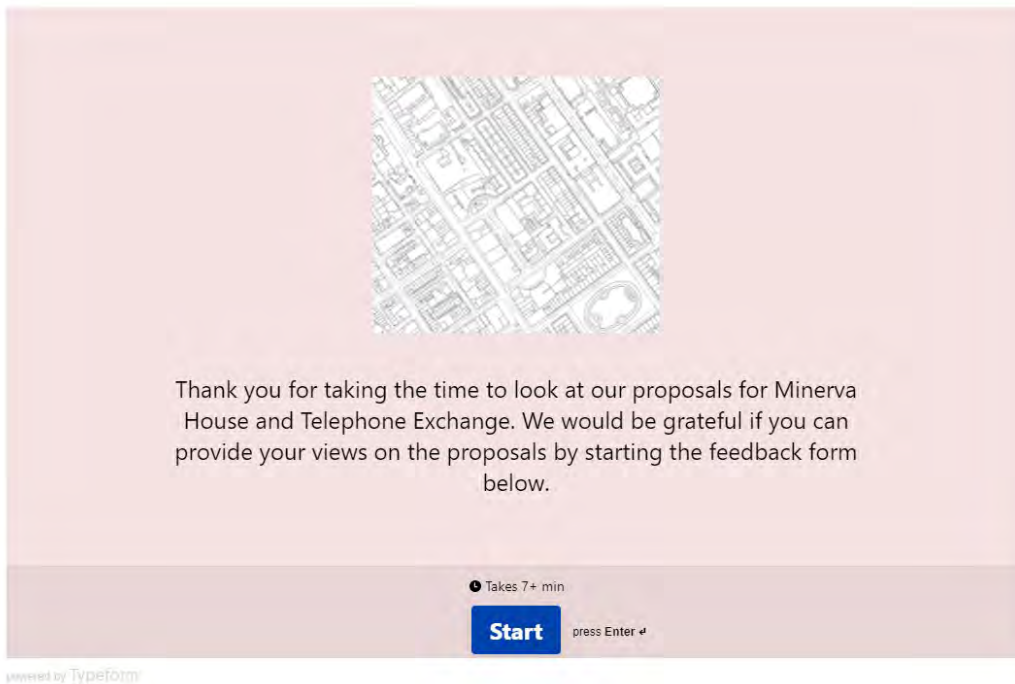 Thank you for taking the time to look at our proposals for Minerva
House and Telephone Exchange. We would be grateful if you can
provide your views on the proposals by starting the feedback form
below.
Takes 7+ min
Start
press Enter ↵
powered by Typeform